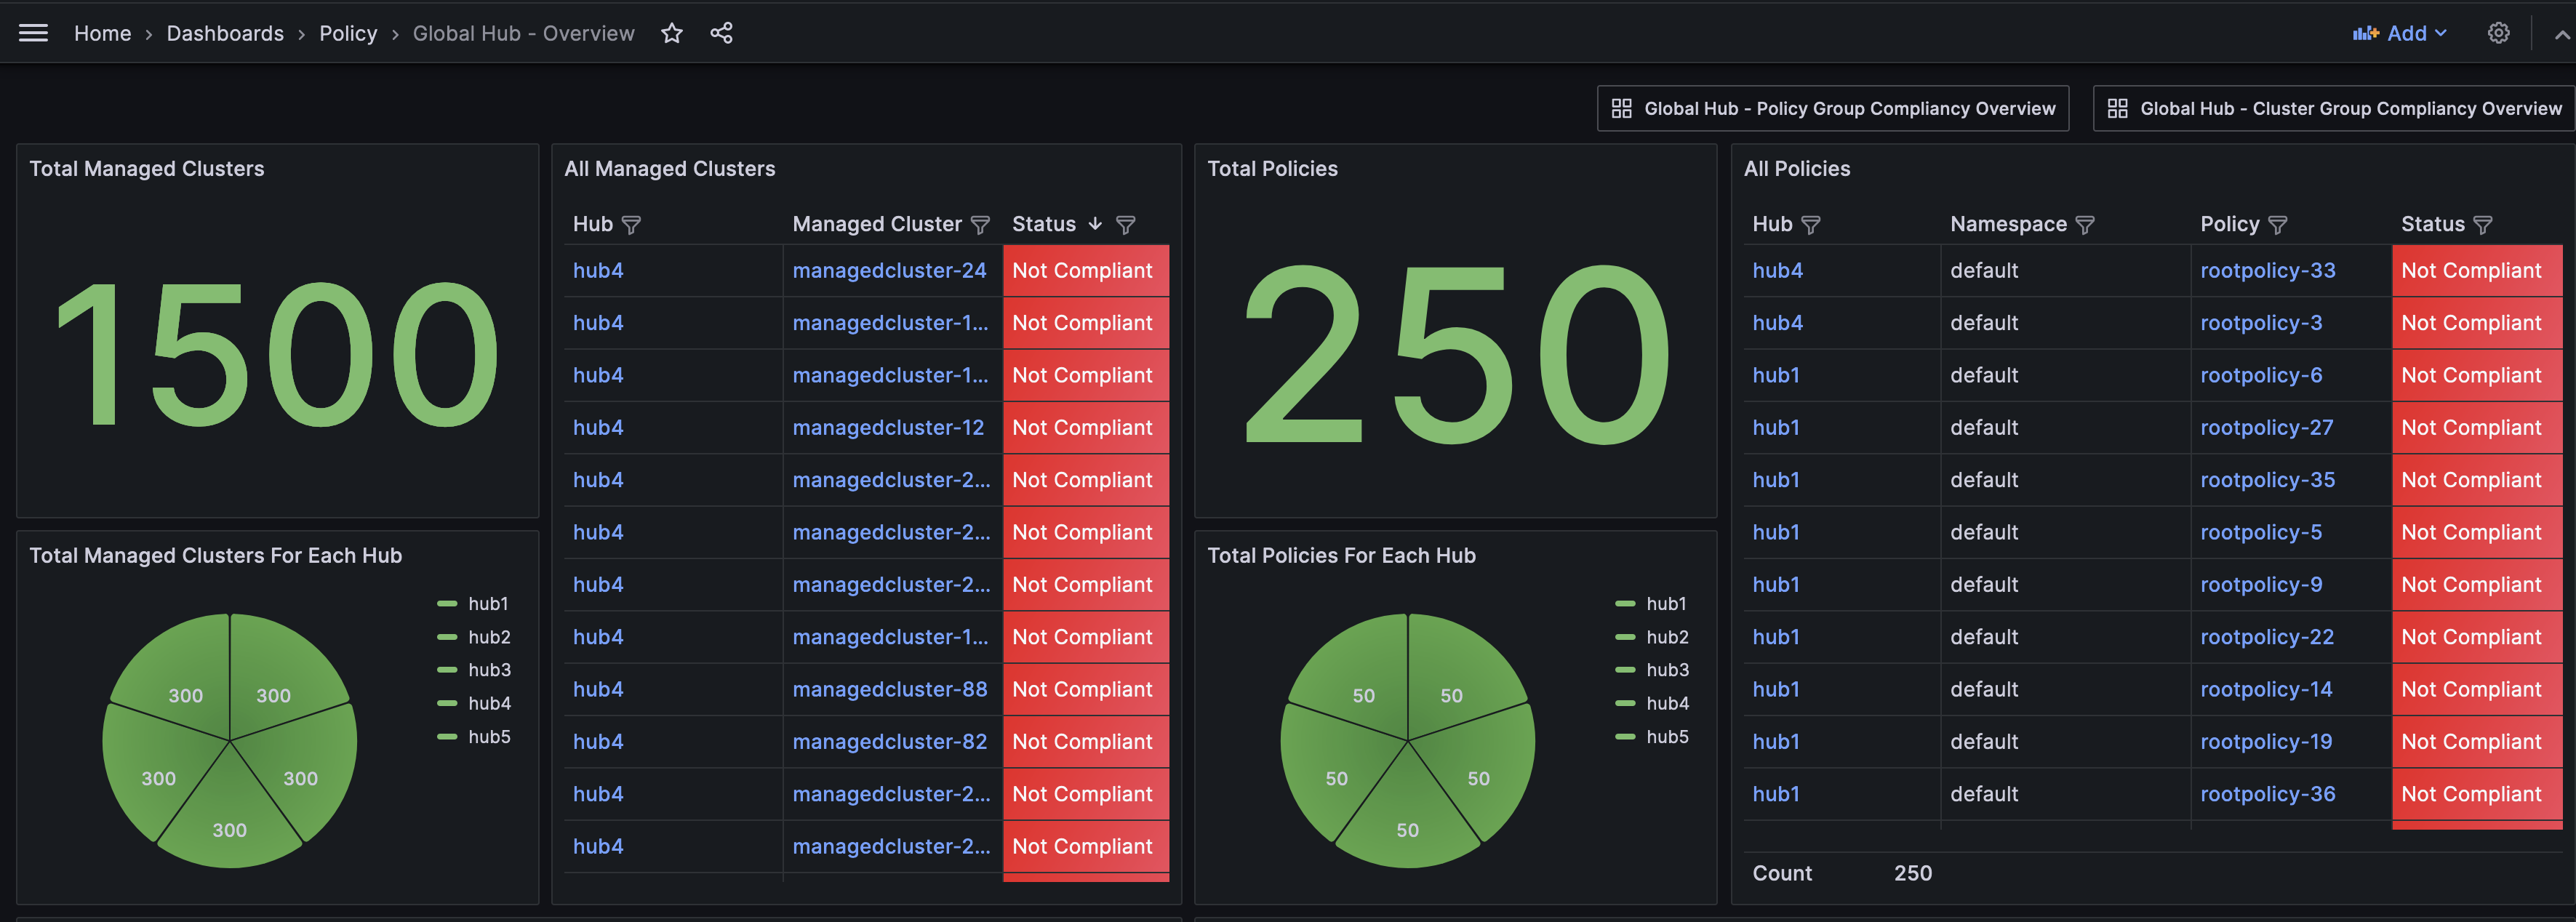 Home › Dashboards › Policy › Global Hub - Overview
Add
Global Hub - Policy Group Compliancy Overview
Global Hub - Cluster Group Compliancy Overview
Total Managed Clusters
1500
Total Managed Clusters For Each Hub
300
300
300
300
300
hub1
hub2
hub3
hub4
hub5
All Managed Clusters
Hub Managed Cluster Status
hub4 managedcluster-24 Not Compliant
hub4 managedcluster-1... Not Compliant
hub4 managedcluster-1... Not Compliant
hub4 managedcluster-12 Not Compliant
hub4 managedcluster-2... Not Compliant
hub4 managedcluster-2... Not Compliant
hub4 managedcluster-2... Not Compliant
hub4 managedcluster-1... Not Compliant
hub4 managedcluster-88 Not Compliant
hub4 managedcluster-82 Not Compliant
hub4 managedcluster-2... Not Compliant
hub4 managedcluster-2... Not Compliant
Total Policies
250
Total Policies For Each Hub
50
50
50
50
50
hub1
hub2
hub3
hub4
hub5
All Policies
Hub Namespace Policy Status
hub4 default rootpolicy-33 Not Compliant
hub4 default rootpolicy-3 Not Compliant
hub1 default rootpolicy-6 Not Compliant
hub1 default rootpolicy-27 Not Compliant
hub1 default rootpolicy-35 Not Compliant
hub1 default rootpolicy-5 Not Compliant
hub1 default rootpolicy-9 Not Compliant
hub1 default rootpolicy-22 Not Compliant
hub1 default rootpolicy-14 Not Compliant
hub1 default rootpolicy-19 Not Compliant
hub1 default rootpolicy-36 Not Compliant
Count 250